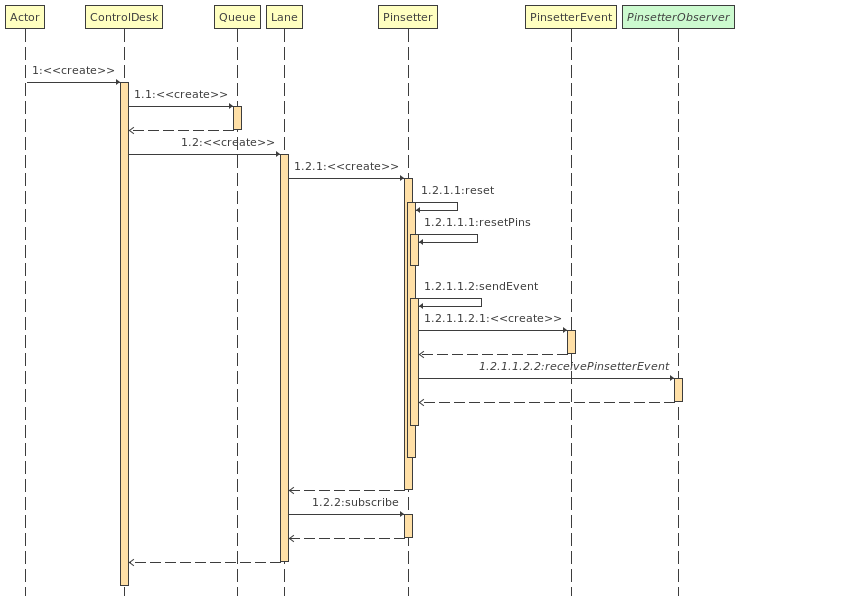 Actor ControlDesk Queue Lane Pinsetter PinsetterEvent PinsetterObserver
1:<<create>>
1.1:<<create>>
1.2:<<create>>
1.2.1:<<create>>
1.2.1.1:reset
1.2.1.1.1:resetPins
1.2.1.1.2:sendEvent
1.2.1.1.2.1:<<create>>
1.2.1.1.2.2:receivePinsetterEvent
1.2.2:subscribe